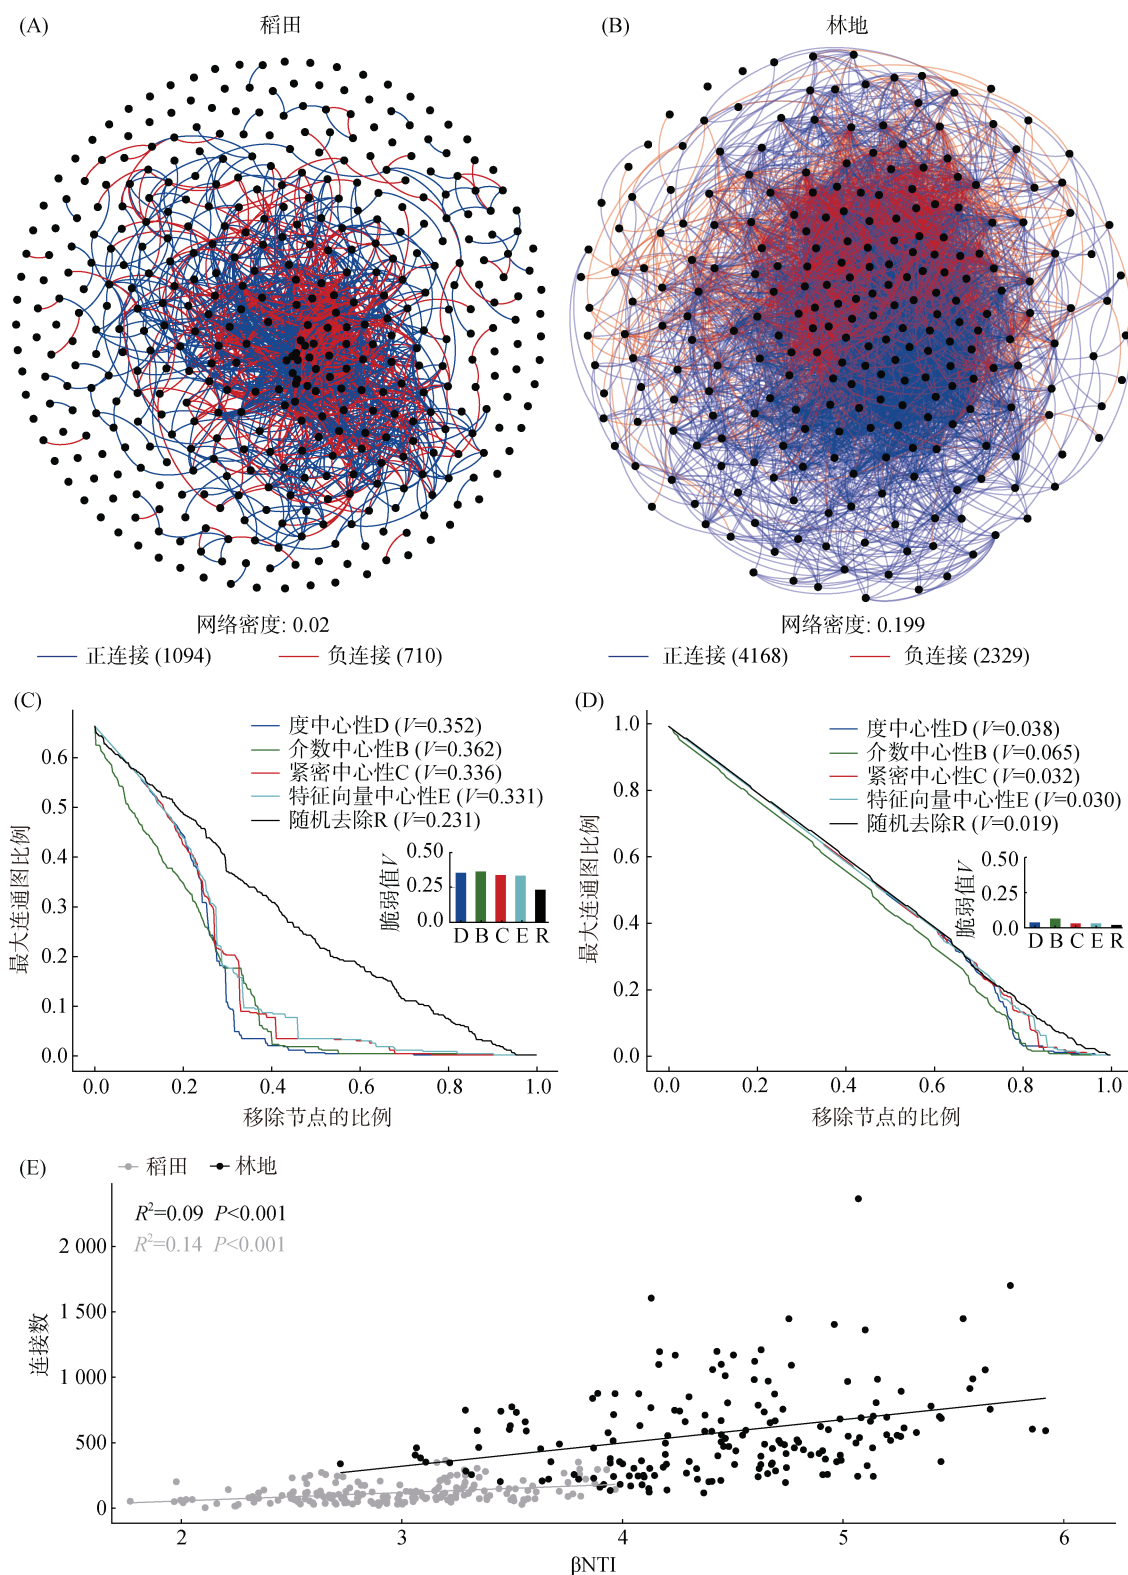 (A) 稻田
(B) 林地
网络密度: 0.02
正连接 (1094) 负连接 (710)
网络密度: 0.199
正连接 (4168) 负连接 (2329)
(C)
度中心性D (V=0.352)
介数中心性B (V=0.362)
紧密中心性C (V=0.336)
特征向量中心性E (V=0.331)
随机去除R (V=0.231)
最大连通图比例
0.6
0.5
0.4
0.3
0.2
0.1
0.0
0.0 0.2 0.4 0.6 0.8 1.0
移除节点的比例
脆弱值V
0.50
0.25
0.0
D B C E R
(D)
度中心性D (V=0.038)
介数中心性B (V=0.065)
紧密中心性C (V=0.032)
特征向量中心性E (V=0.030)
随机去除R (V=0.019)
最大连通图比例
1.0
0.8
0.6
0.4
0.2
0.0
0.0 0.2 0.4 0.6 0.8 1.0
移除节点的比例
脆弱值V
0.50
0.25
0.0
D B C E R
(E)
稻田 林地
R²=0.09 P<0.001
R²=0.14 P<0.001
连接数
2 000
1 500
1 000
500
0
2 3 4 5 6
βNTI